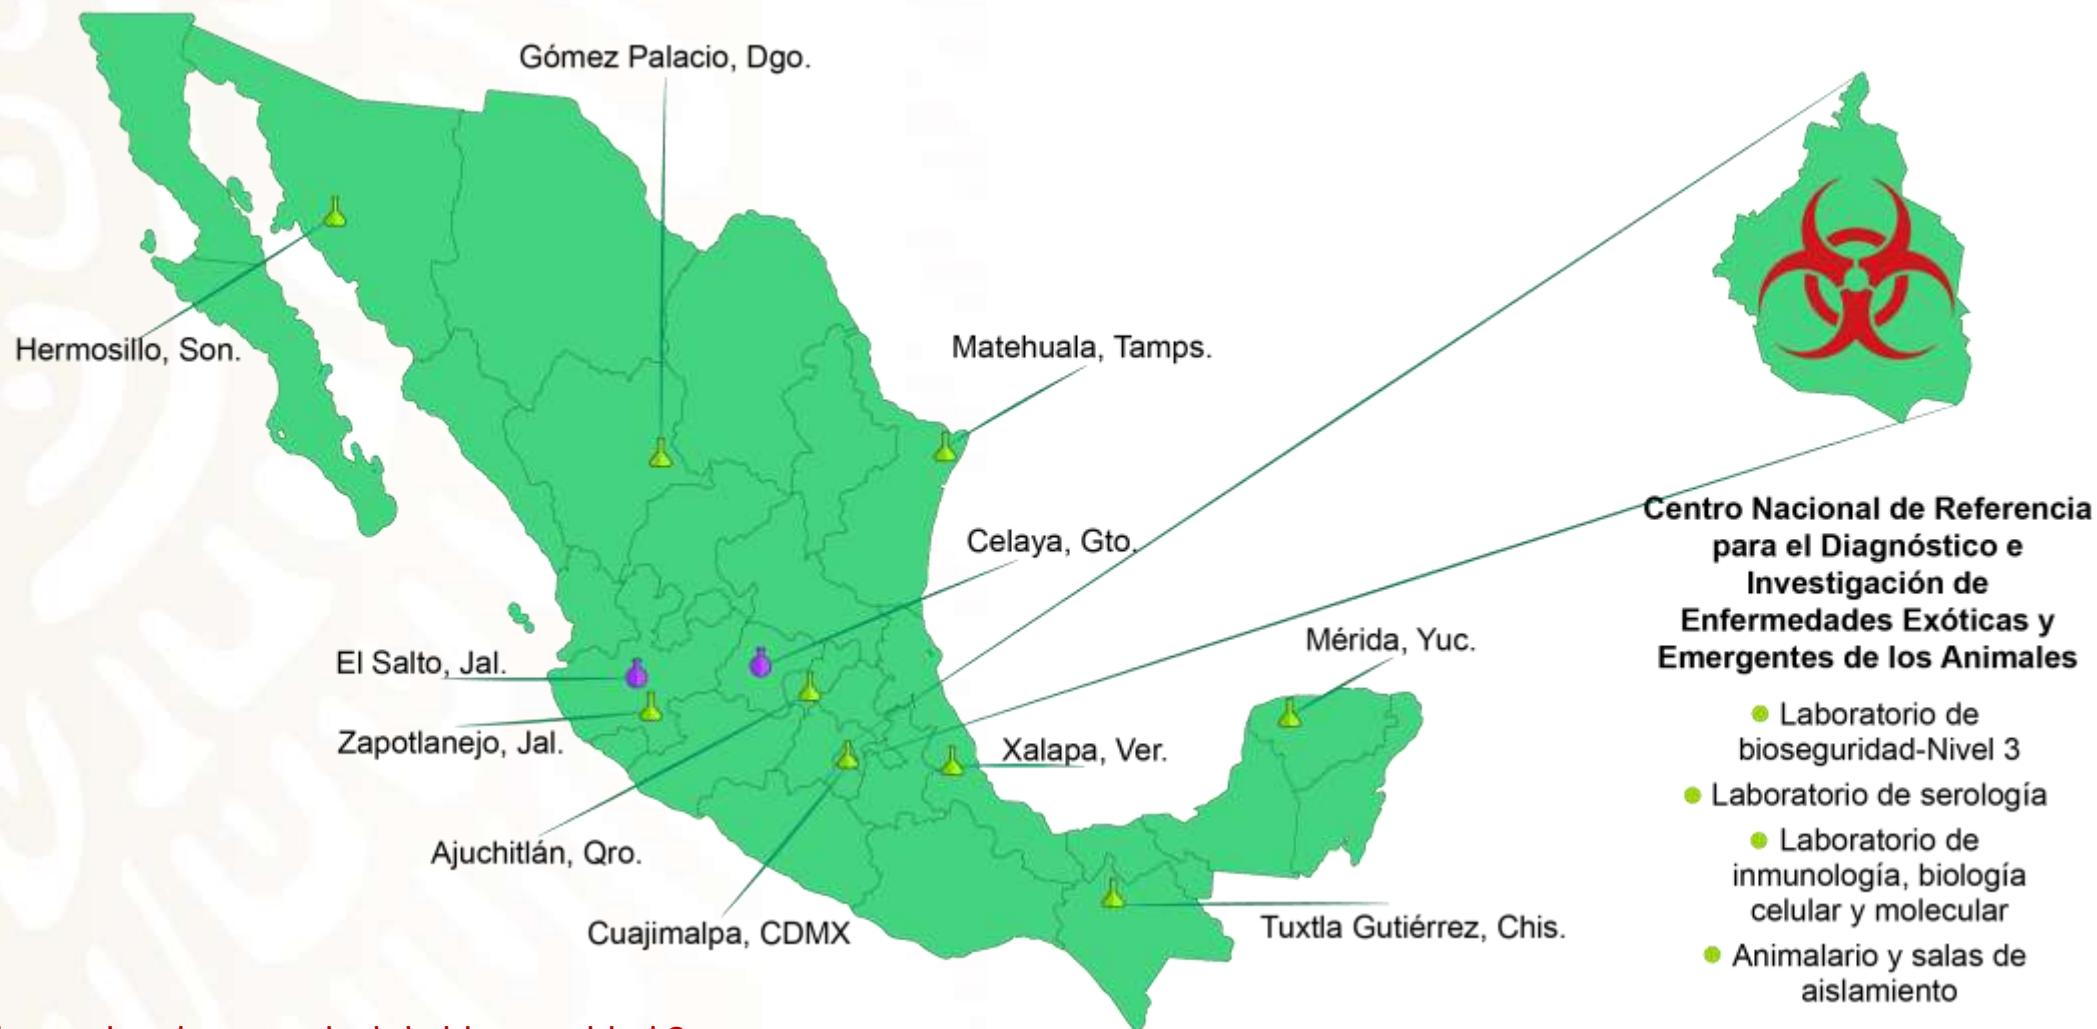 Gómez Palacio, Dgo.
Hermosillo, Son.
Matehuala, Tamps.
Celaya, Gto.
El Salto, Jal.
Mérida, Yuc.
Zapotlanejo, Jal.
Xalapa, Ver.
Ajuchitlán, Qro.
Cuajimalpa, CDMX
Tuxtla Gutiérrez, Chis.
Centro Nacional de Referencia
para el Diagnóstico e
Investigación de
Enfermedades Exóticas y
Emergentes de los Animales
Laboratorio de
bioseguridad-Nivel 3
Laboratorio de serología
Laboratorio de
inmunología, biología
celular y molecular
Animalario y salas de
aislamiento